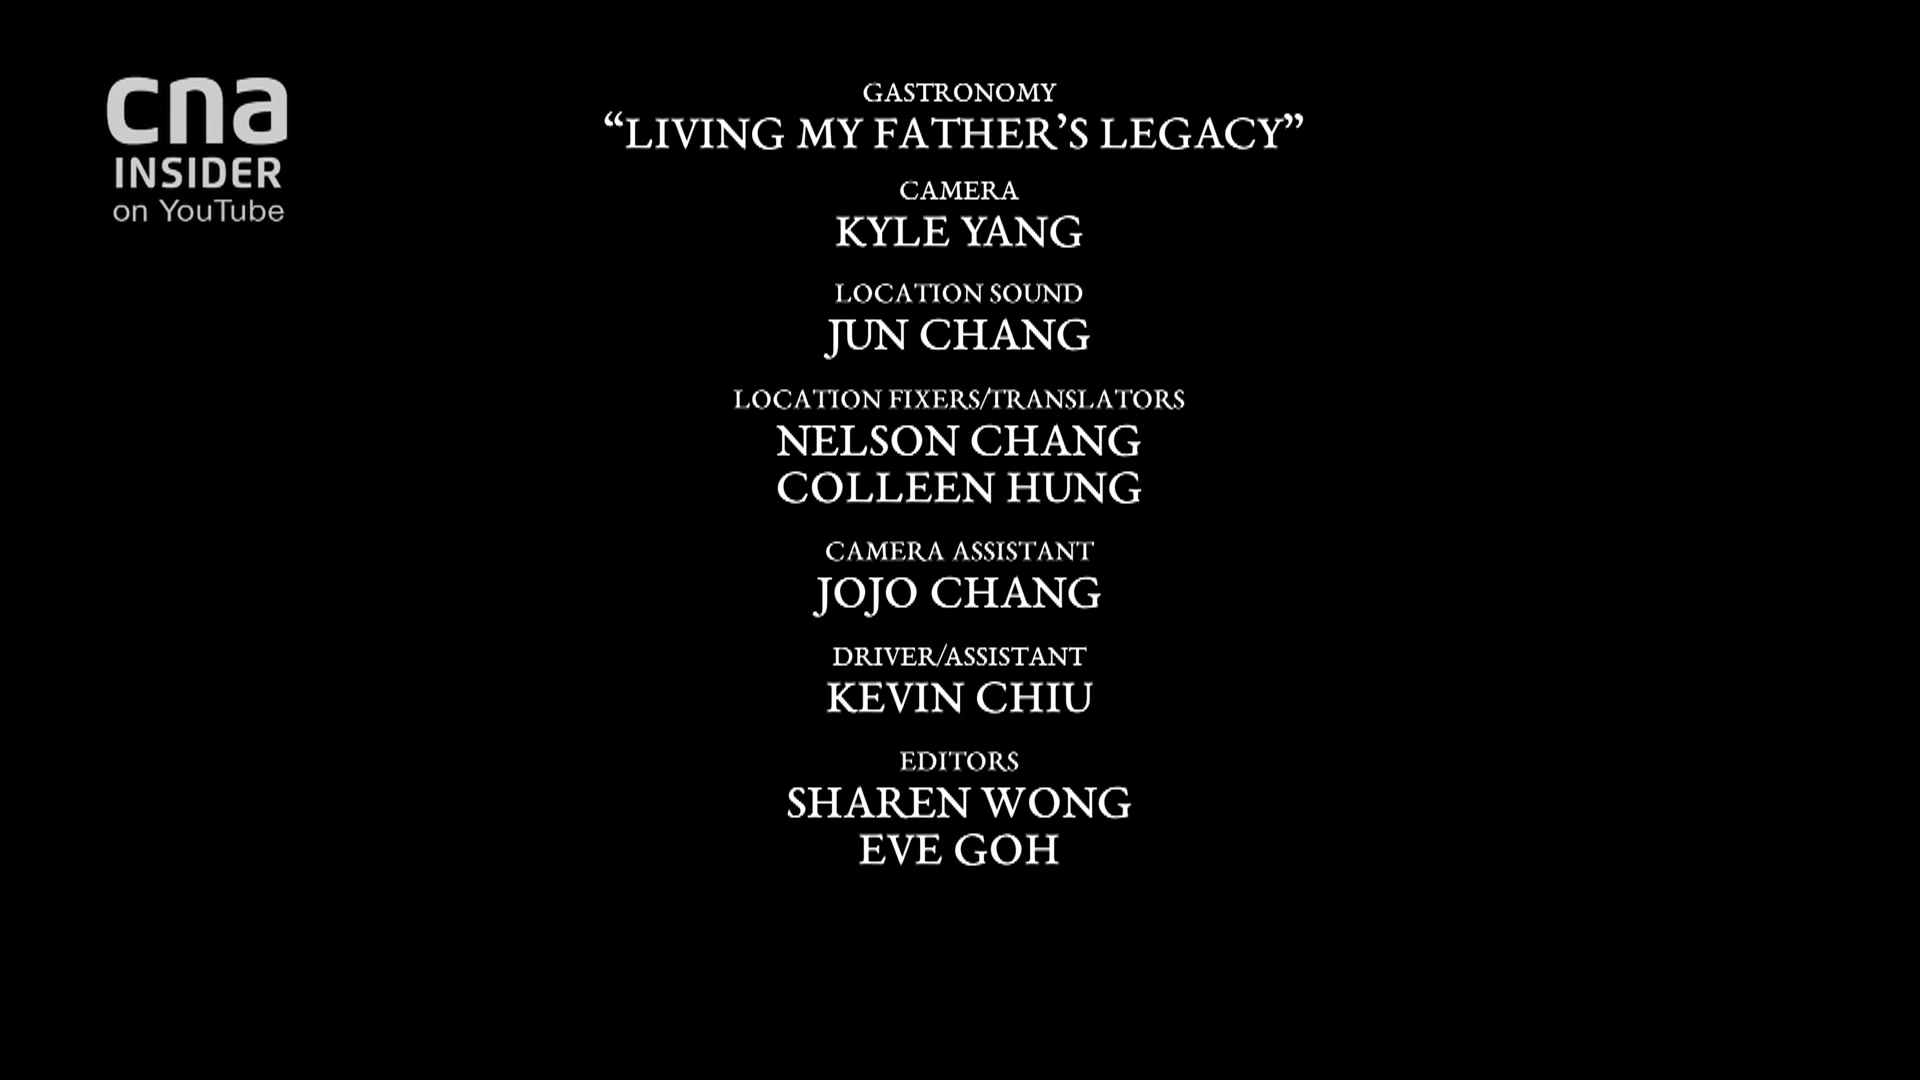 cna
INSIDER
on YouTube
GASTRONOMY
“LIVING MY FATHER’S LEGACY”
CAMERA
KYLE YANG
LOCATION SOUND
JUN CHANG
LOCATION FIXERS/TRANSLATORS
NELSON CHANG
COLLEEN HUNG
CAMERA ASSISTANT
JOJO CHANG
DRIVER/ASSISTANT
KEVIN CHIU
EDITORS
SHAREN WONG
EVE GOH